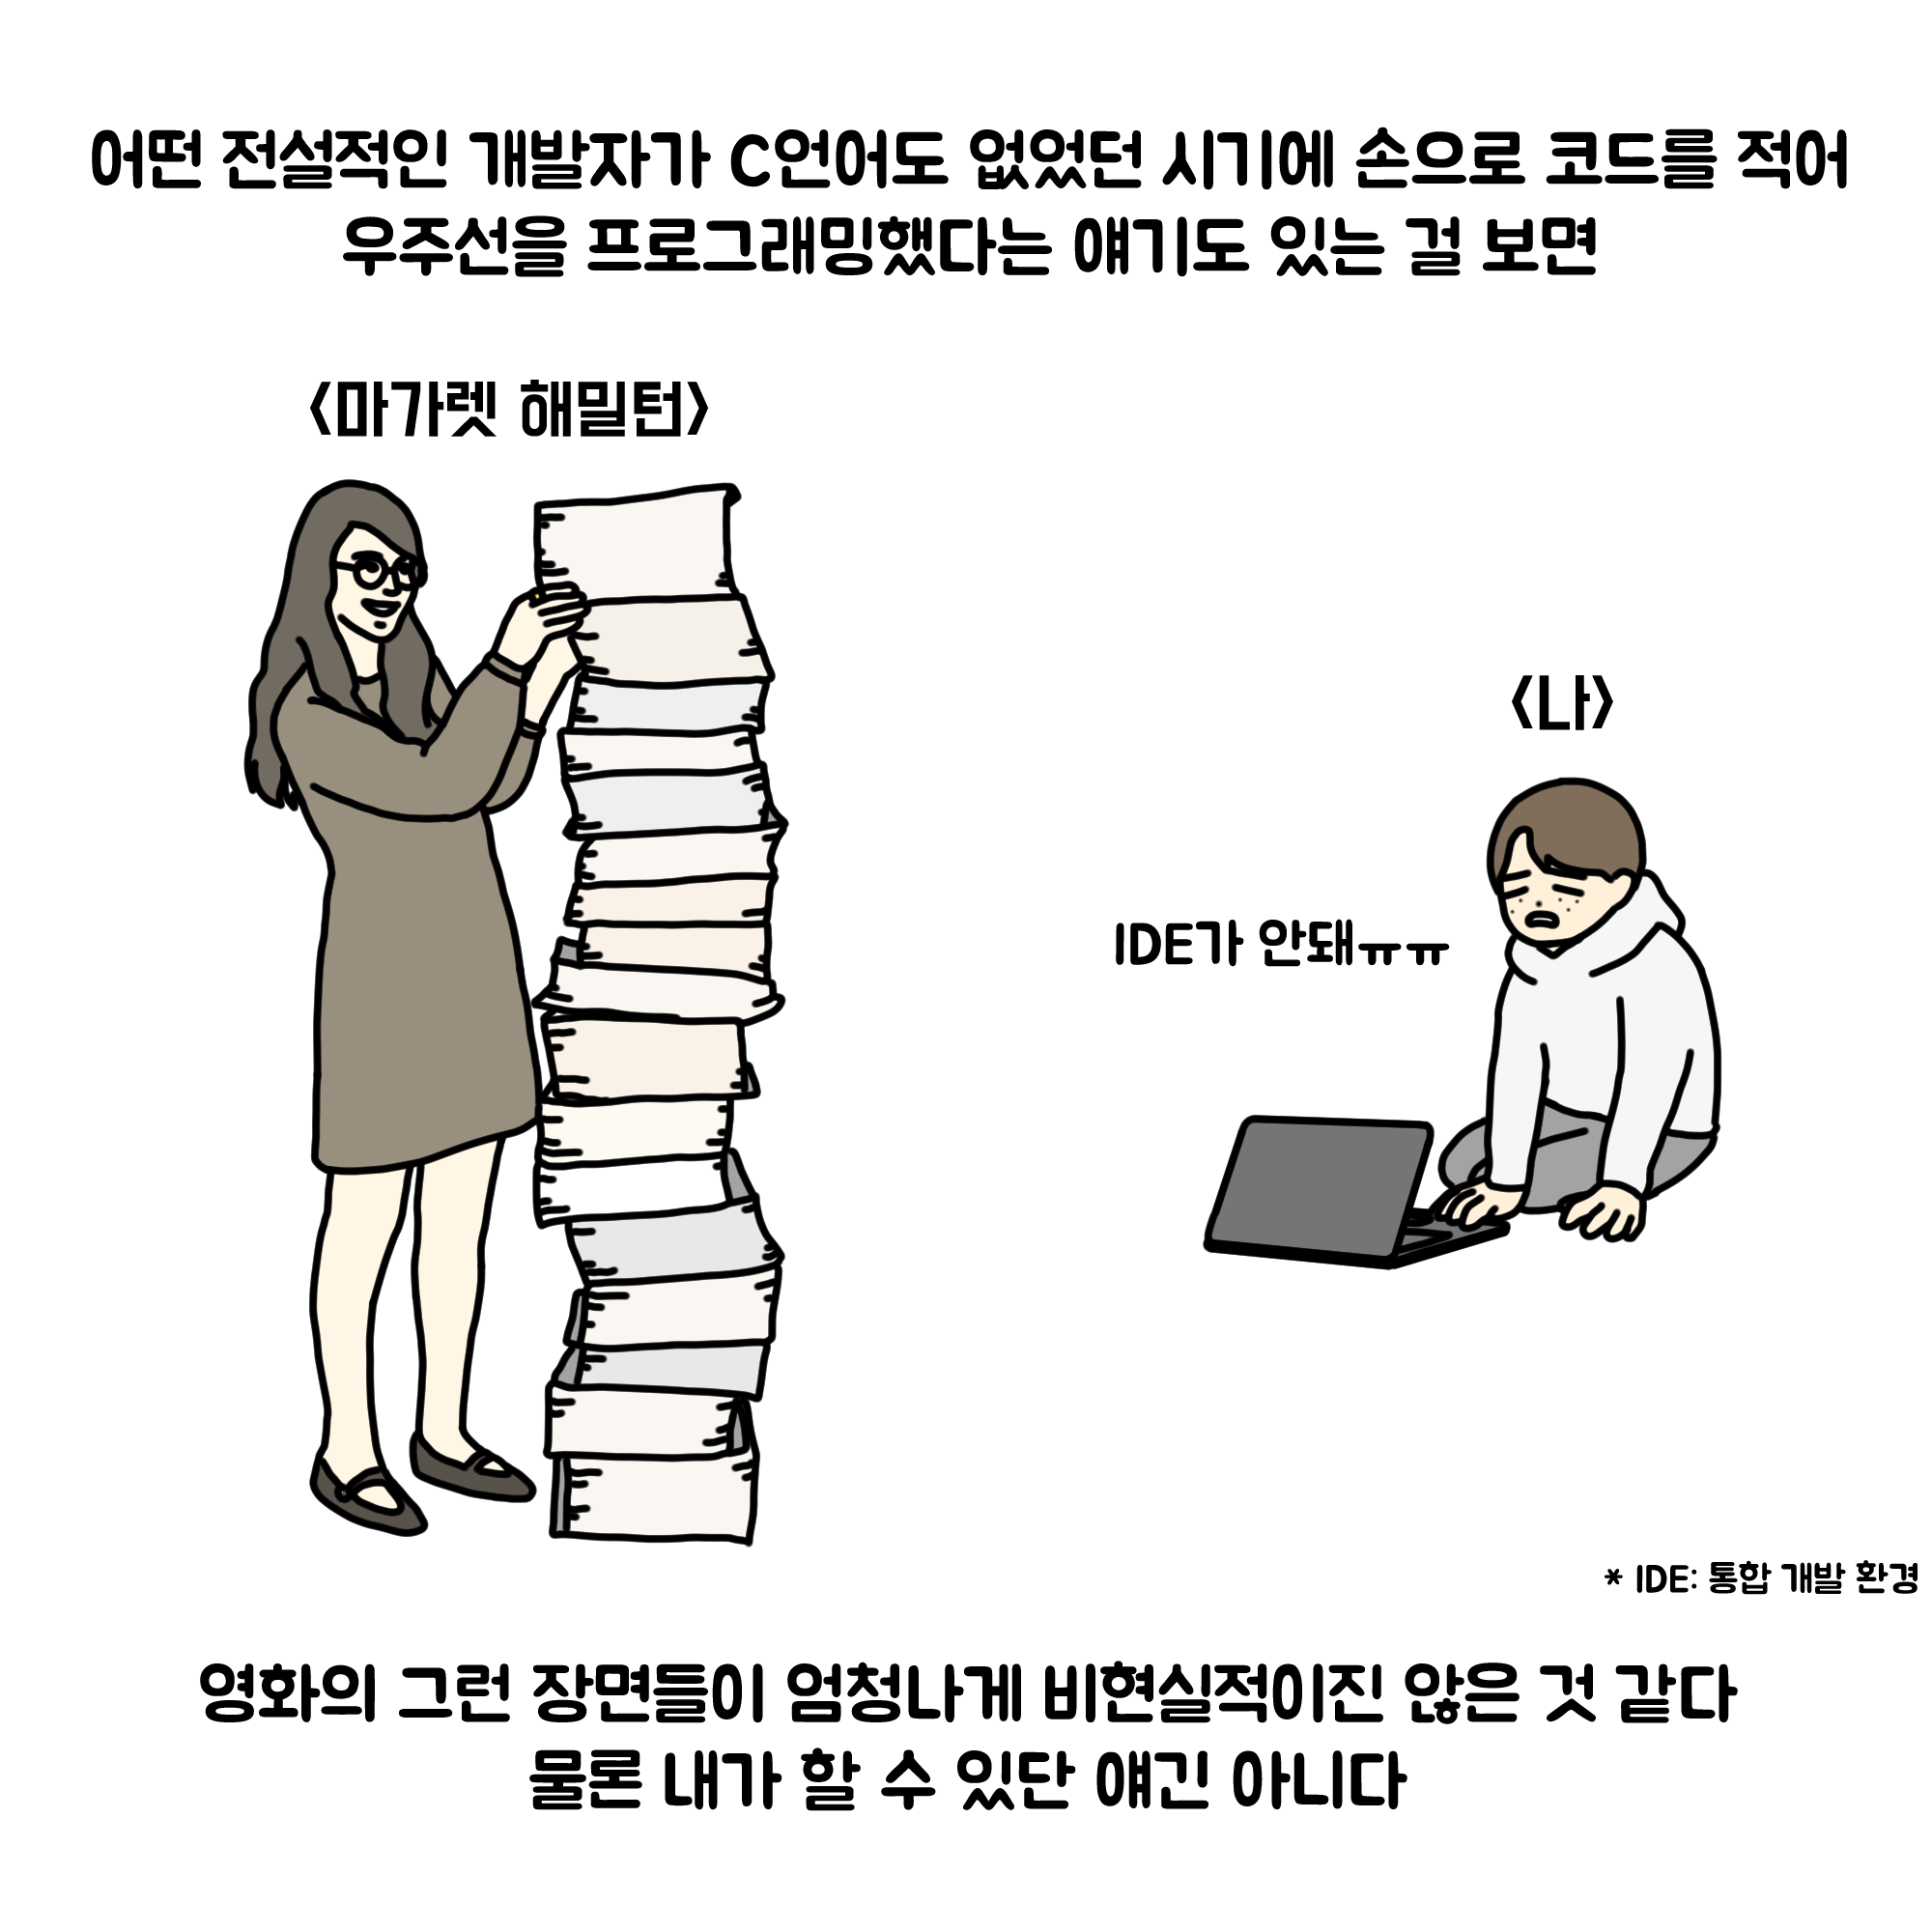 어떤 전설적인 개발자가 C언어도 없었던 시기에 손으로 코드를 적어
우주선을 프로그래밍했다는 얘기도 있는 걸 보면
<마가렛 해밀턴>
<나>
IDE가 안돼ㅠㅠ
* IDE: 통합 개발 환경
영화의 그런 장면들이 엄청나게 비현실적이진 않은 것 같다
물론 내가 할 수 있단 얘긴 아니다